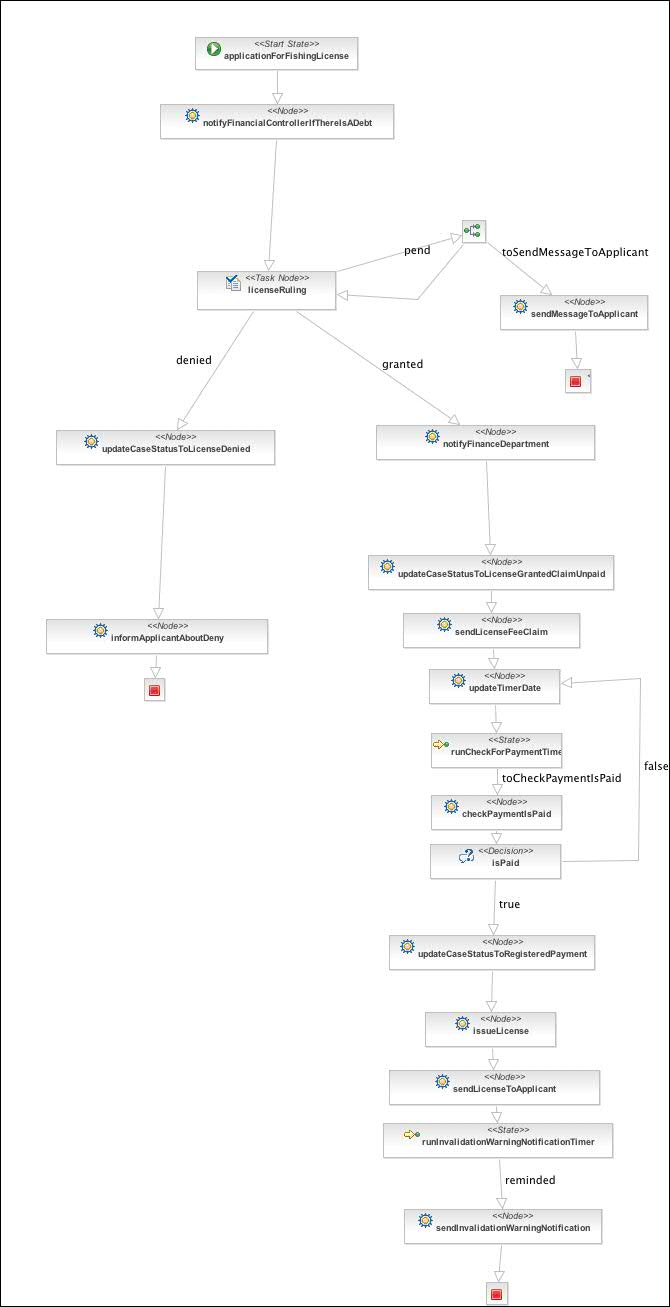 <<Start State>>
applicationForFishingLicense
<<Node>>
notifyFinancialControllerIfThereIsADebt
pend
toSendMessageToApplicant
<<Task Node>>
licenseRuling
<<Node>>
sendMessageToApplicant
denied
granted
<<Node>>
updateCaseStatusToLicenseDenied
<<Node>>
notifyFinanceDepartment
<<Node>>
updateCaseStatusToLicenseGrantedClaimUnpaid
<<Node>>
informApplicantAboutDeny
<<Node>>
sendLicenseFeeClaim
<<Node>>
updateTimerDate
<<State>>
runCheckForPaymentTime
false
toCheckPaymentIsPaid
<<Node>>
checkPaymentIsPaid
<<Decision>>
isPaid
true
<<Node>>
updateCaseStatusToRegisteredPayment
<<Node>>
issueLicense
<<Node>>
sendLicenseToApplicant
<<State>>
runInvalidationWarningNotificationTimer
reminded
<<Node>>
sendInvalidationWarningNotification